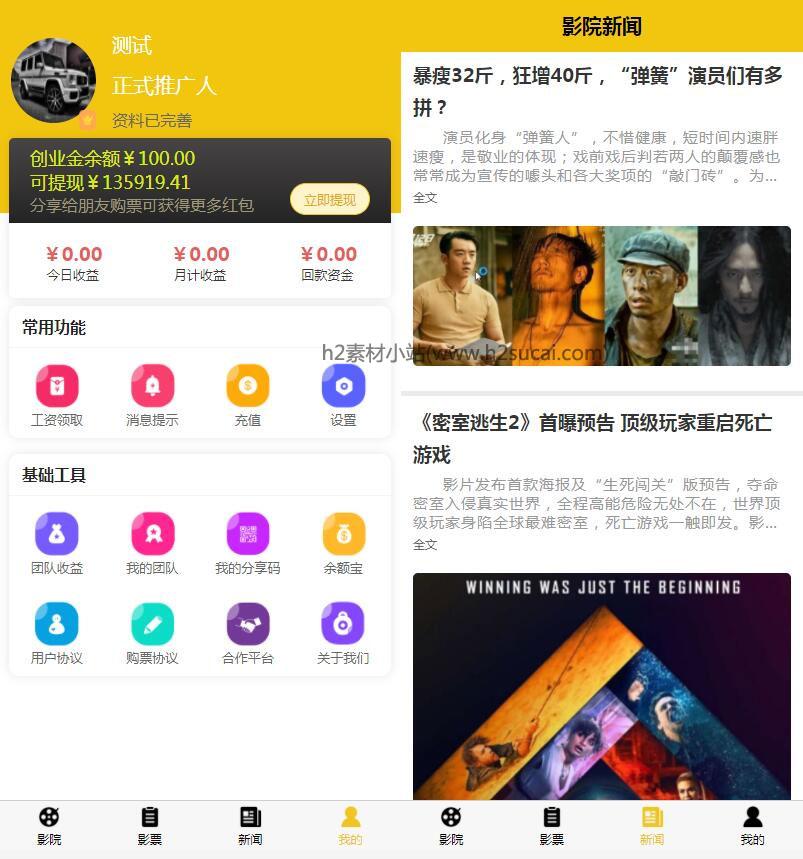 测试
正式推广人
资料已完善
创业金余额￥100.00
可提现￥135919.41
分享给朋友购票可获得更多红包
立即提现
￥0.00 ￥0.00 ￥0.00
今日收益 月计收益 回款资金
常用功能
工资领取 消息提示 充值 设置
基础工具
团队收益 我的团队 我的分享码 余额宝
用户协议 购票协议 合作平台 关于我们
影院 影票 新闻 我的
影院新闻
暴瘦32斤，狂增40斤，“弹簧”演员们有多
拼？
演员化身“弹簧人”，不惜健康，短时间内速胖
速瘦，是敬业的体现；戏前戏后判若两人的颠覆感也
常常成为宣传的噱头和各大奖项的“敲门砖”。为...
全文
h2素材小站(www.h2sucai.com)
《密室逃生2》首曝预告 顶级玩家重启死亡
游戏
影片发布首款海报及“生死闯关”版预告，夺命
密室入侵真实世界，全程高能危险无处不在，世界顶
级玩家身陷全球最难密室，死亡游戏一触即发。影...
全文
WINNING WAS JUST THE BEGINNING
影院 影票 新闻 我的